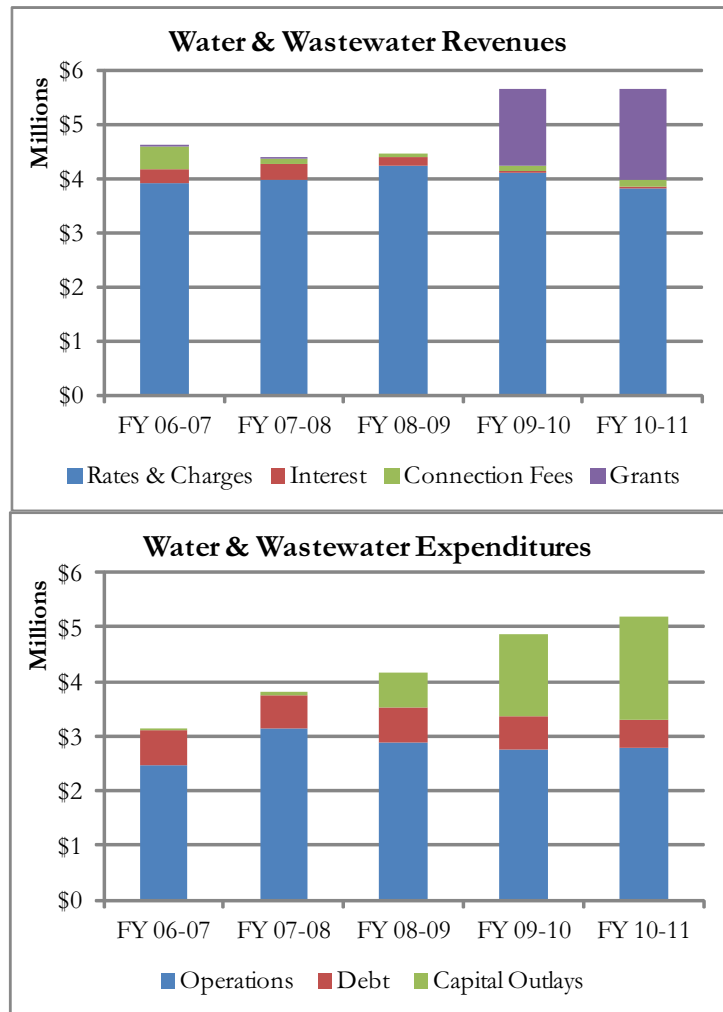 Water & Wastewater Revenues
Millions
$6
$5
$4
$3
$2
$1
$0
FY 06-07 FY 07-08 FY 08-09 FY 09-10 FY 10-11
Rates & Charges Interest Connection Fees Grants
Water & Wastewater Expenditures
Millions
$6
$5
$4
$3
$2
$1
$0
FY 06-07 FY 07-08 FY 08-09 FY 09-10 FY 10-11
Operations Debt Capital Outlays